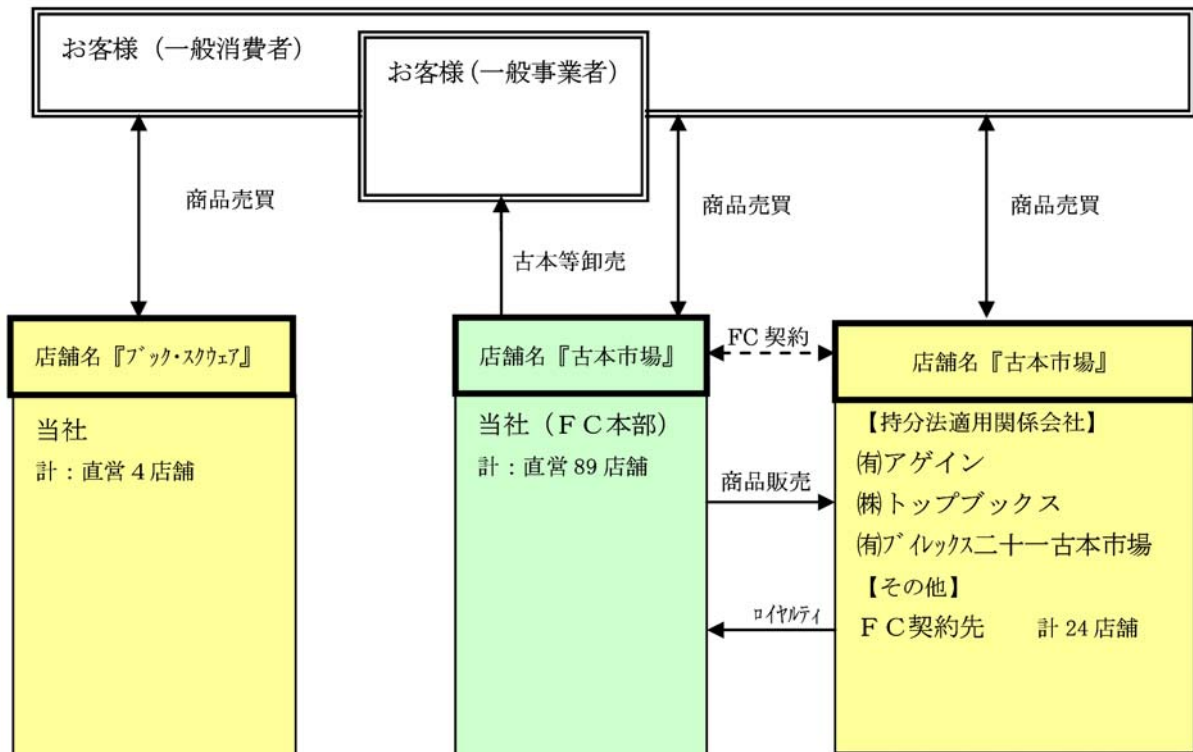 お客様（一般消費者）
お客様(一般事業者)
商品売買
商品売買
商品売買
古本等卸売
店舗名『ﾌﾞｯｸ・ｽｸｳｪｱ』
店舗名『古本市場』
FC 契約
店舗名『古本市場』
当社
計：直営 4 店舗
当社（ＦＣ本部）
計：直営 89 店舗
商品販売
ロイヤルティ
【持分法適用関係会社】
㈲アゲイン
㈱トップブックス
㈲ﾌﾞｲﾚｯｸｽ二十一古本市場
【その他】
ＦＣ契約先　　計 24 店舗